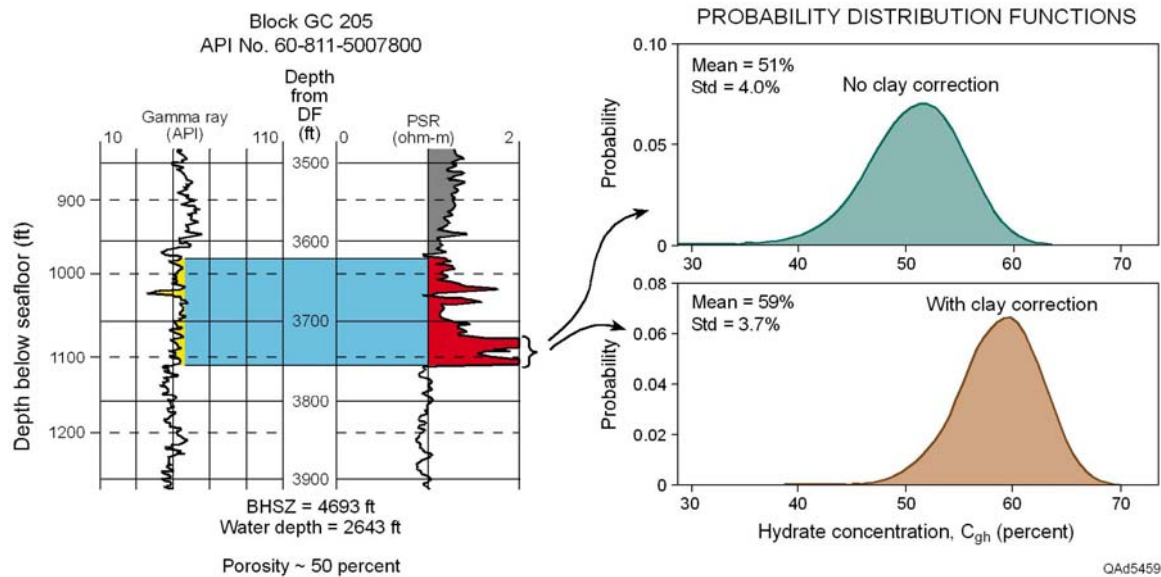 Block GC 205
API No. 60-811-5007800
Depth
from
DF
(ft)
Gamma ray
(API)
10
110
0
PSR
(ohm-m)
2
Depth below seafloor (ft)
900
1000
1100
1200
3500
3600
3700
3800
3900
BHSZ = 4693 ft
Water depth = 2643 ft
Porosity ~ 50 percent
PROBABILITY DISTRIBUTION FUNCTIONS
Probability
0.10
0.05
0
Mean = 51%
Std = 4.0%
No clay correction
30 40 50 60 70
Probability
0.08
0.06
0.04
0.02
0
Mean = 59%
Std = 3.7%
With clay correction
30 40 50 60 70
Hydrate concentration, Cgh (percent)
QAd5459